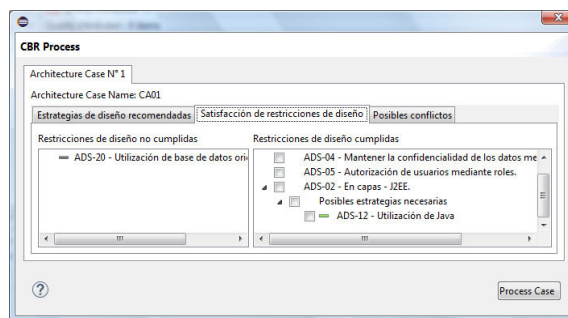 CBR Process
Architecture Case N° 1
Architecture Case Name: CA01
Estrategias de diseño recomendadas
Satisfacción de restricciones de diseño
Posibles conflictos
Restricciones de diseño no cumplidas
ADS-20 - Utilización de base de datos orie
Restricciones de diseño cumplidas
ADS-04 - Mantener la confidencialidad de los datos me
ADS-05 - Autorización de usuarios mediante roles.
ADS-02 - En capas - J2EE.
Posibles estrategias necesarias
ADS-12 - Utilización de Java
Process Case